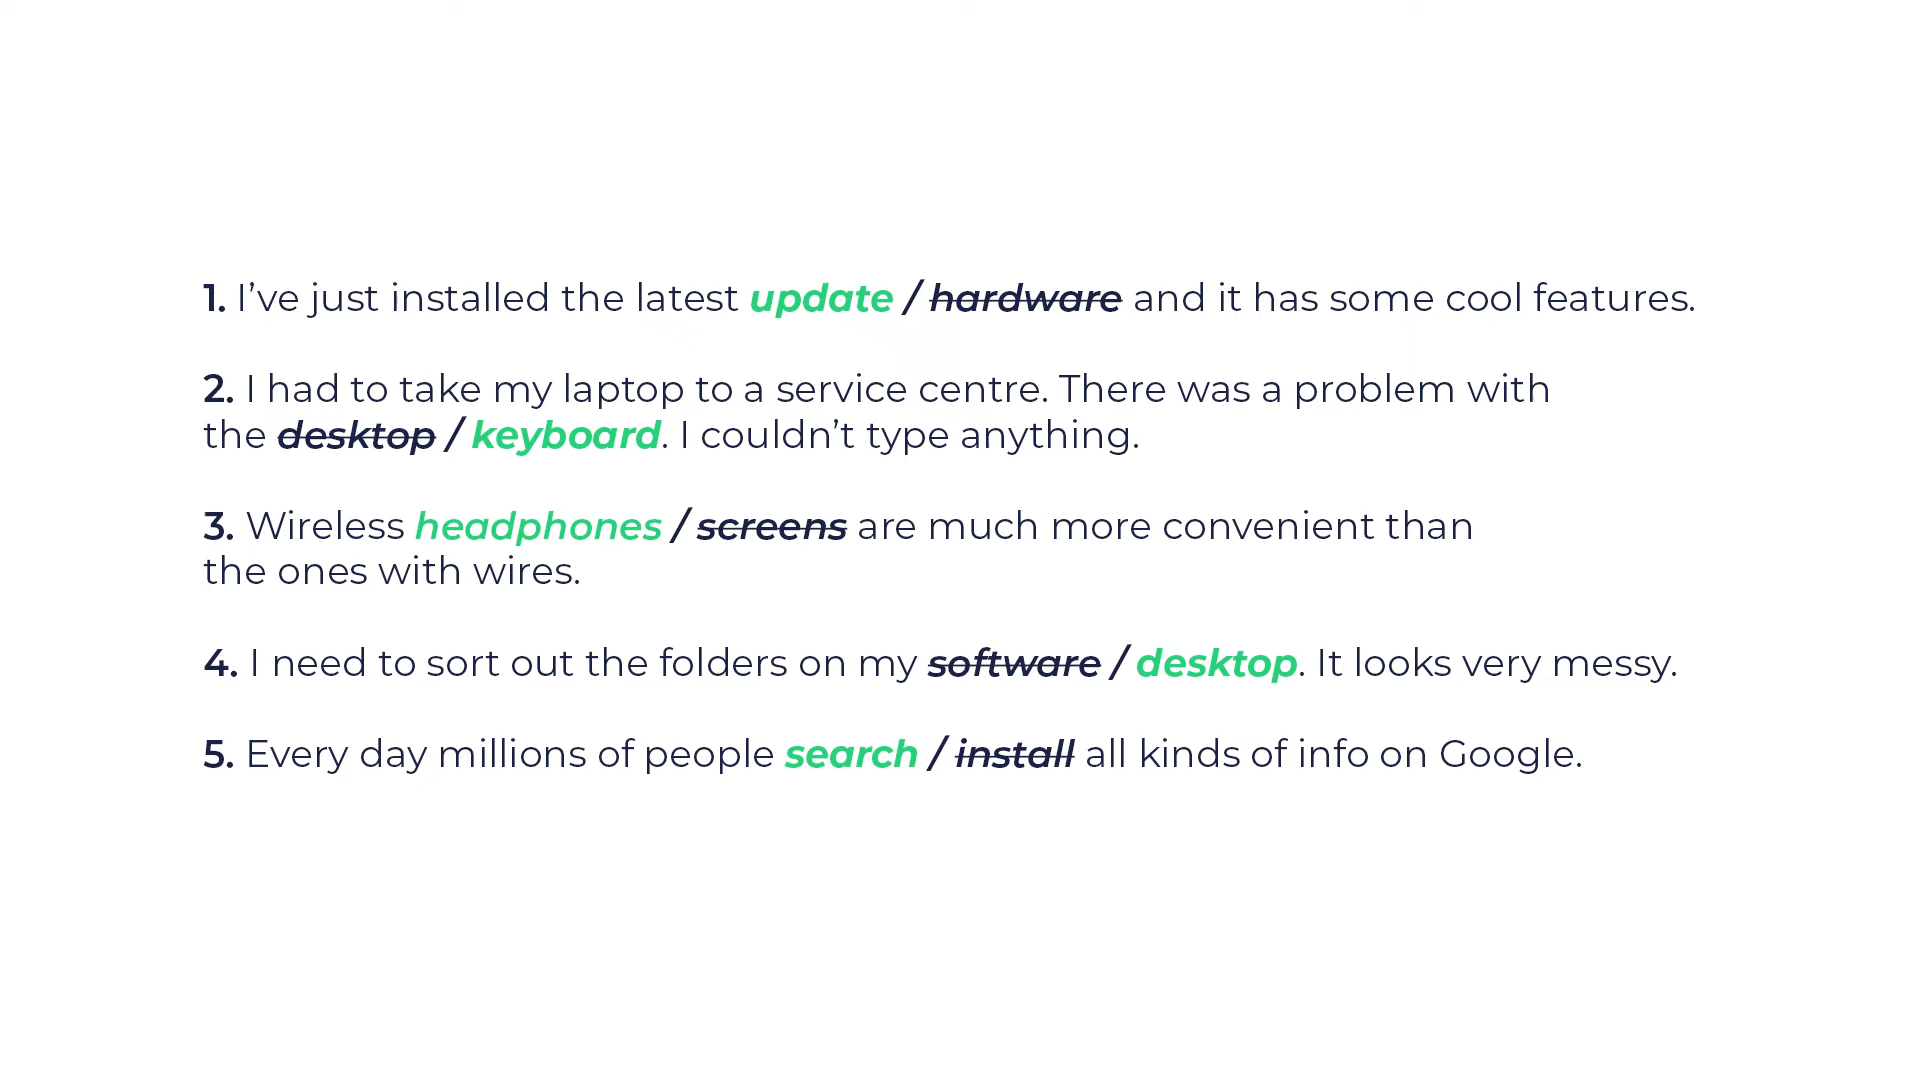 1. I’ve just installed the latest update / hardware and it has some cool features.
2. I had to take my laptop to a service centre. There was a problem with
the desktop / keyboard. I couldn’t type anything.
3. Wireless headphones / screens are much more convenient than
the ones with wires.
4. I need to sort out the folders on my software / desktop. It looks very messy.
5. Every day millions of people search / install all kinds of info on Google.